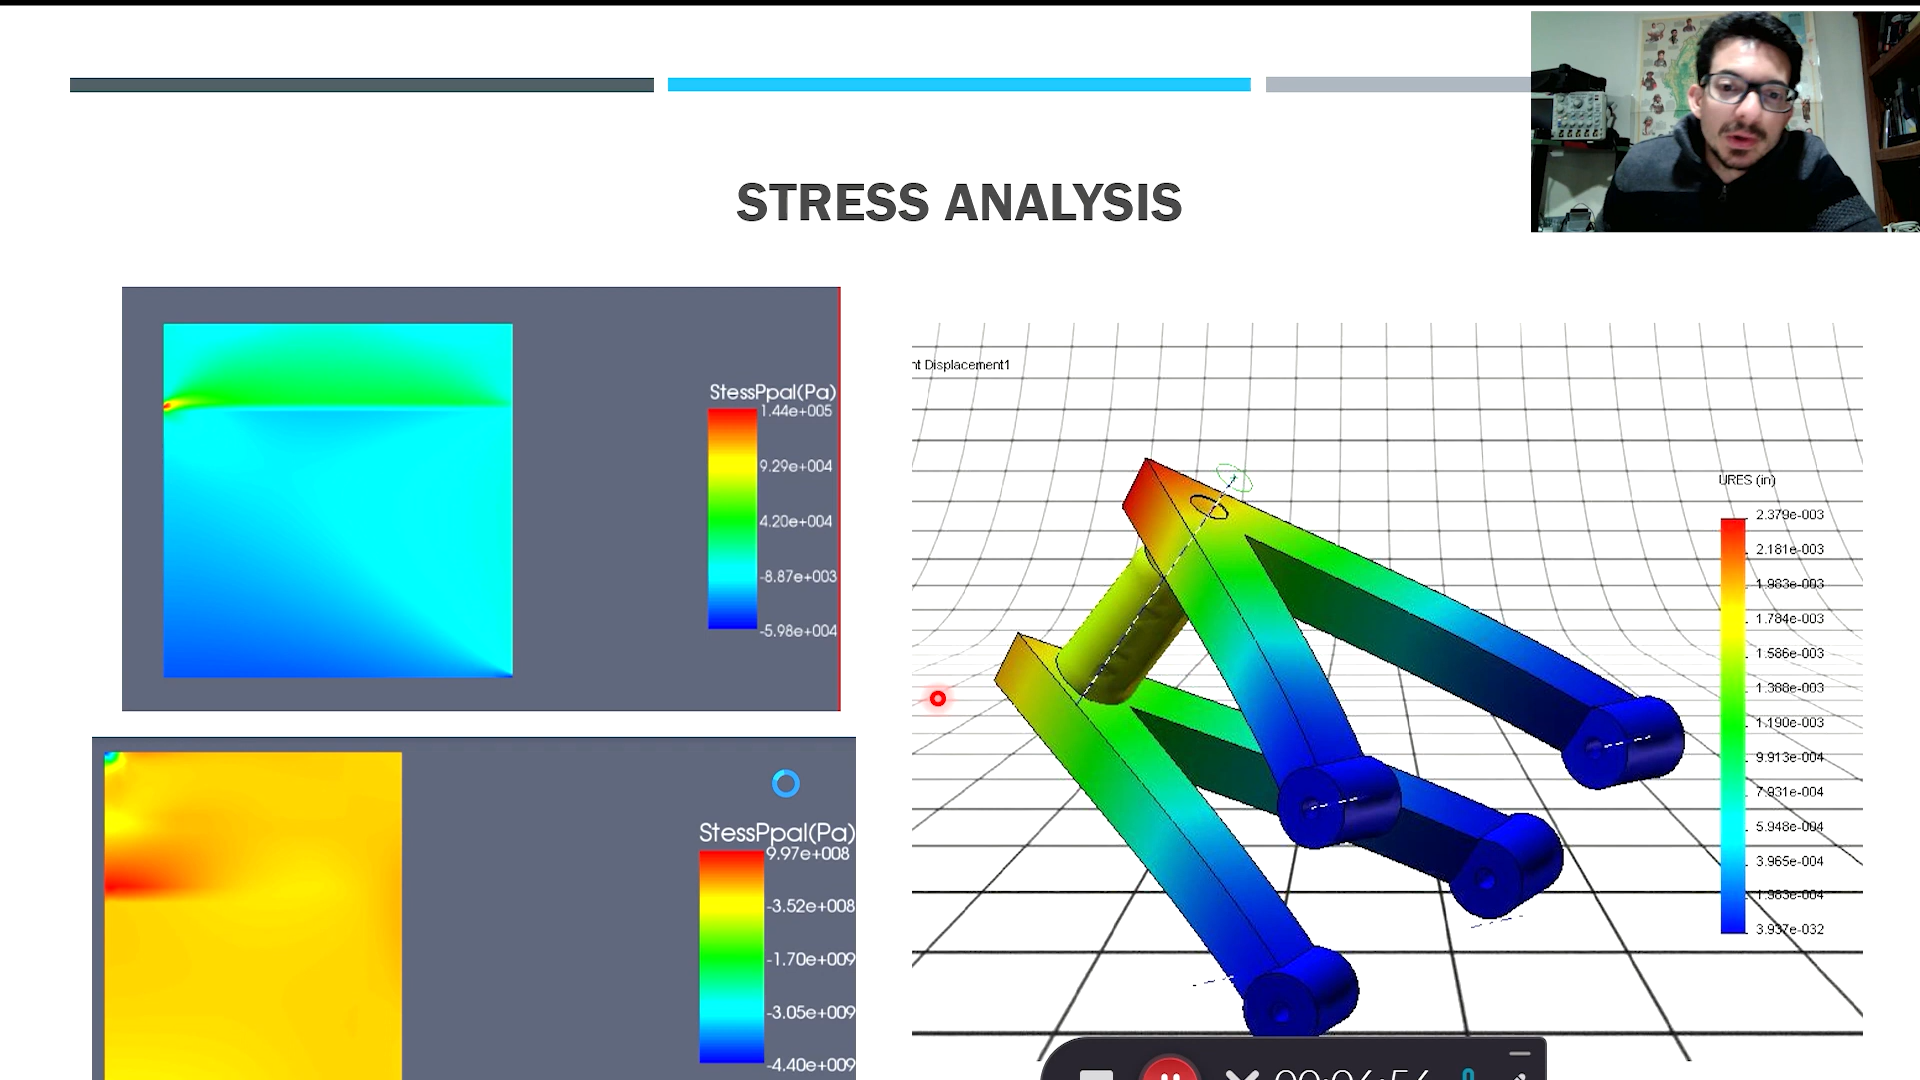 STRESS ANALYSIS
StessPpal(Pa)
1.44e+005
9.29e+004
4.20e+004
-8.87e+003
-5.98e+004
StessPpal(Pa)
9.97e+008
-3.52e+008
-1.70e+009
-3.05e+009
-4.40e+009
nt Displacement1
URES (in)
2.379e-003
2.181e-003
1.983e-003
1.784e-003
1.586e-003
1.388e-003
1.190e-003
9.913e-004
7.931e-004
5.948e-004
3.965e-004
1.983e-004
3.937e-032